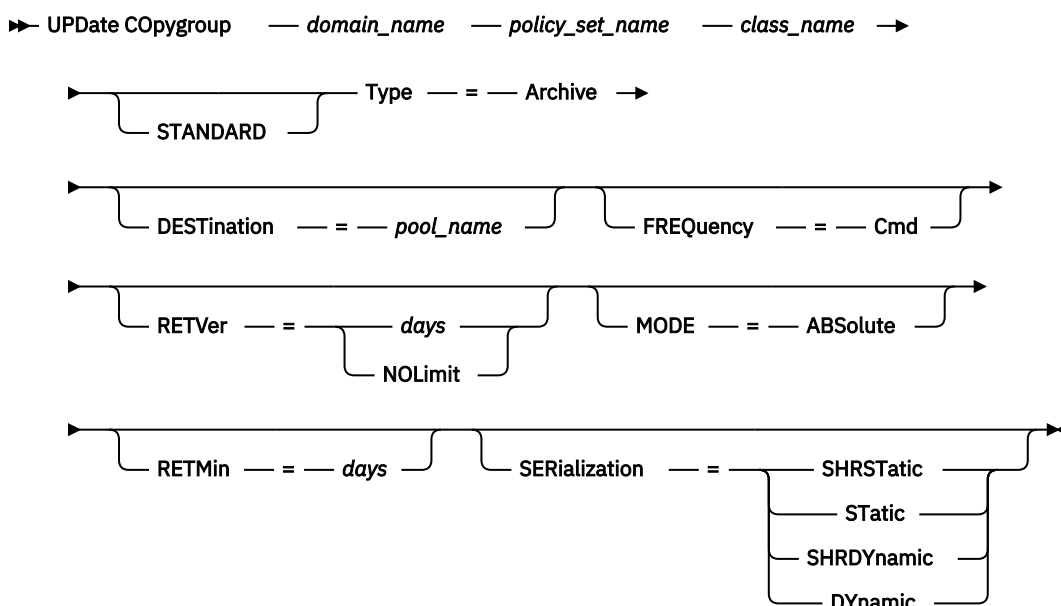 UPDate COpygroup domain_name policy_set_name class_name
STANDARD Type = Archive
DESTination = pool_name FREQuency = Cmd
RETVer = days MODE = ABSolute
NOLimit
RETMin = days SERialization = SHRSTatic
STatic
SHRDYnamic
DYnamic